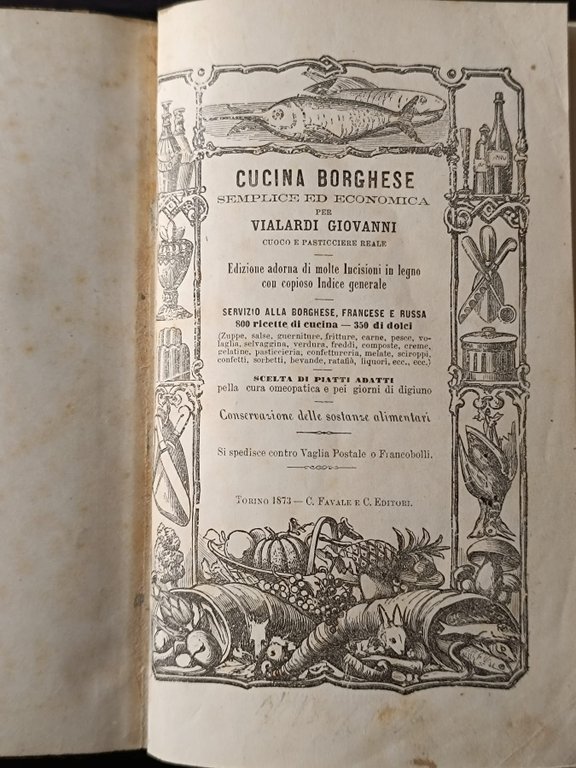 CUCINA BORGHESE
SEMPLICE ED ECONOMICA
PER
VIALARDI GIOVANNI
CUOCO E PASTICCIERE REALE
Edizione adorna di molte Incisioni in legno
con copioso Indice generale
SERVIZIO ALLA BORGHESE, FRANCESE E RUSSA
800 ricette di cucina — 350 di dolci
(Zuppe, salse, guerniture, fritture, carne, pesce, vo-
laglia, selvaggina, verdura, freddi, composte, creme,
gelatine, pasticcieria, confettureria, melate, sciroppi,
confetti, sorbetti, bevande, ratafià, liquori, ecc., ecc.)
SCELTA DI PIATTI ADATTI
pella cura omeopatica e pei giorni di digiuno
Conservazione delle sostanze alimentari
Si spedisce contro Vaglia Postale o Francobolli.
TORINO 1873 — C. FAVALE E C. EDITORI.